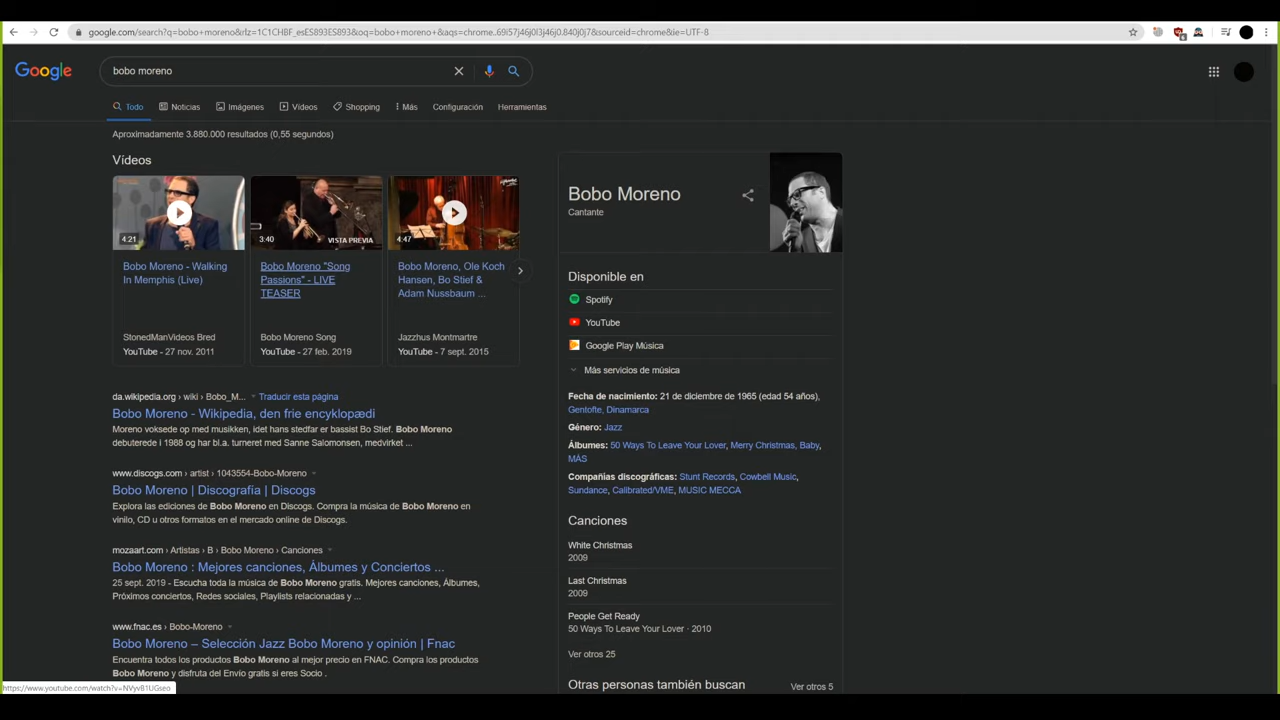 google.com/search?q=bobo+moreno&rlz=1C1CHBF_esES893ES893&oq=bobo+moreno+&aqs=chrome..69i57j46j0l3j46j0.840j0j7&sourceid=chrome&ie=UTF-8
Google
bobo moreno
Todo Noticias Imágenes Vídeos Shopping Más Configuración Herramientas
Aproximadamente 3.880.000 resultados (0,55 segundos)
Vídeos
4:21
3:40
VISTA PREVIA
4:47
Bobo Moreno - Walking
In Memphis (Live)
StonedManVideos Bred
YouTube - 27 nov. 2011
Bobo Moreno "Song
Passions" - LIVE
TEASER
Bobo Moreno Song
YouTube - 27 feb. 2019
Bobo Moreno, Ole Koch
Hansen, Bo Stief &
Adam Nussbaum ...
Jazzhus Montmartre
YouTube - 7 sept. 2015
da.wikipedia.org › wiki › Bobo_M... Traducir esta página
Bobo Moreno - Wikipedia, den frie encyklopædi
Moreno voksede op med musikken, idet hans stedfar er bassist Bo Stief. Bobo Moreno
debuterede i 1988 og har bl.a. turneret med Sanne Salomonsen, medvirket ...
www.discogs.com › artist › 1043554-Bobo-Moreno
Bobo Moreno | Discografía | Discogs
Explora las ediciones de Bobo Moreno en Discogs. Compra la música de Bobo Moreno en
vinilo, CD u otros formatos en el mercado online de Discogs.
mozaart.com › Artistas › B › Bobo Moreno › Canciones
Bobo Moreno : Mejores canciones, Álbumes y Conciertos ...
25 sept. 2019 - Escucha toda la música de Bobo Moreno gratis. Mejores canciones, Álbumes,
Próximos conciertos, Redes sociales, Playlists relacionadas y ...
www.fnac.es › Bobo-Moreno
Bobo Moreno – Selección Jazz Bobo Moreno y opinión | Fnac
Encuentra todos los productos Bobo Moreno al mejor precio en FNAC. Compra los productos
Bobo Moreno y disfruta del Envío gratis si eres Socio .
https://www.youtube.com/watch?v=NVyvB1UGseo
Bobo Moreno
Cantante
Disponible en
Spotify
YouTube
Google Play Música
Más servicios de música
Fecha de nacimiento: 21 de diciembre de 1965 (edad 54 años),
Gentofte, Dinamarca
Género: Jazz
Álbumes: 50 Ways To Leave Your Lover, Merry Christmas, Baby,
MÁS
Compañias discográficas: Stunt Records, Cowbell Music,
Sundance, Calibrated/VME, MUSIC MECCA
Canciones
White Christmas
2009
Last Christmas
2009
People Get Ready
50 Ways To Leave Your Lover · 2010
Ver otros 25
Otras personas también buscan Ver otros 5